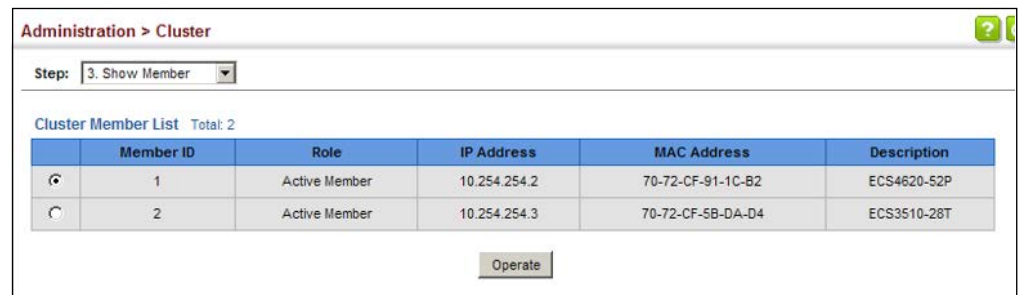 Administration > Cluster
?
Step: 3. Show Member
Cluster Member List Total: 2
Member ID Role IP Address MAC Address Description
1 Active Member 10.254.254.2 70-72-CF-91-1C-B2 ECS4620-52P
2 Active Member 10.254.254.3 70-72-CF-5B-DA-D4 ECS3510-28T
Operate